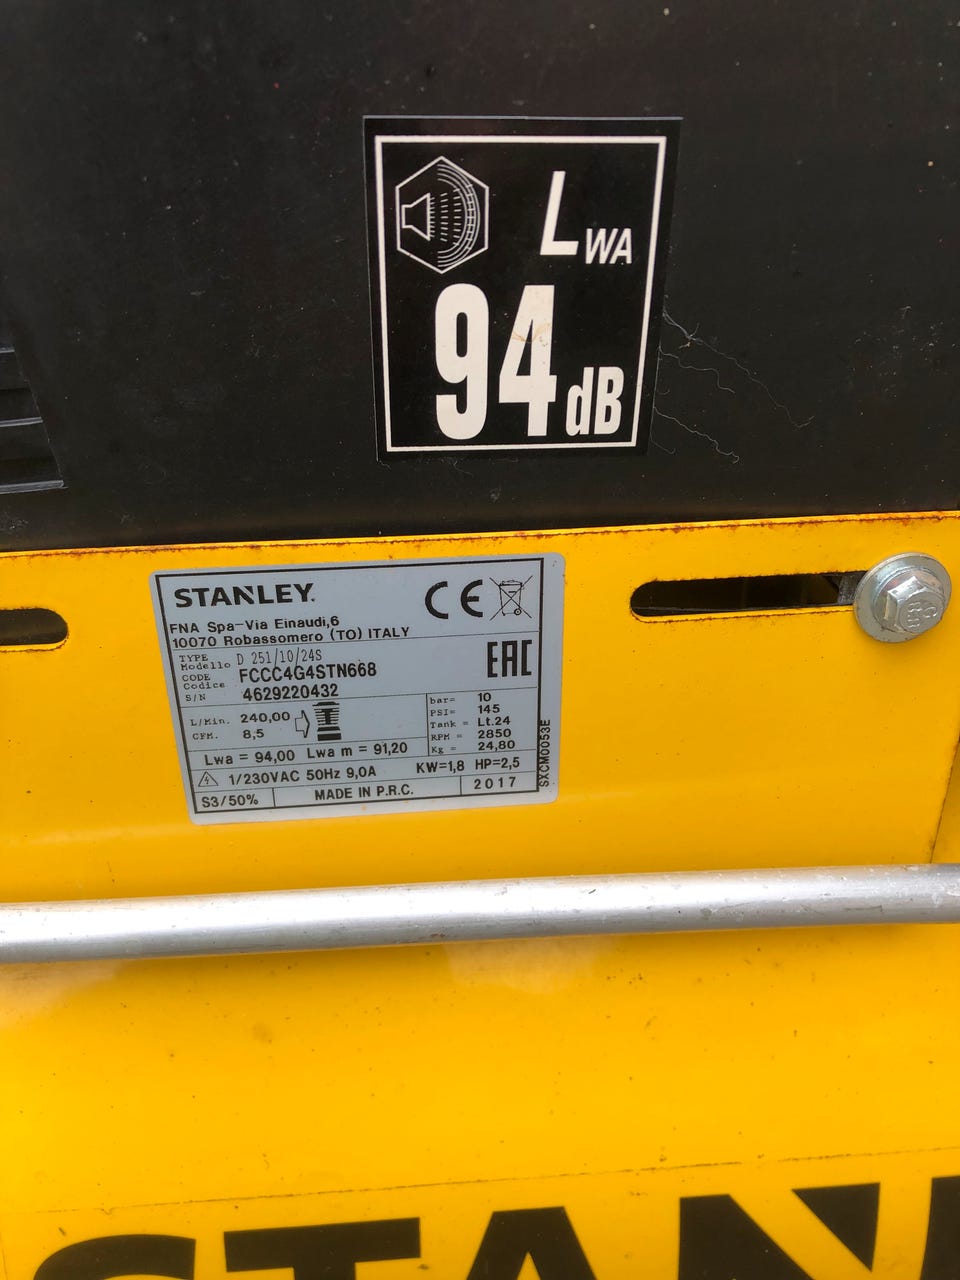 LWA
94 dB
STANLEY.
CE
FNA Spa-Via Einaudi,6
10070 Robassomero (TO) ITALY
EAC
TYPE
Modello D 251/10/24S
CODE
Codice FCCC4G4STN668
S/N 4629220432
L/Min. 240,00
CFM. 8,5
bar= 10
PSI= 145
Tank = Lt.24
RPM = 2850
Kg = 24,80
Lwa = 94,00 Lwa m = 91,20
1/230VAC 50Hz 9,0A KW=1,8 HP=2,5
S3/50% MADE IN P.R.C. 2017
SXCM0053E
STAN